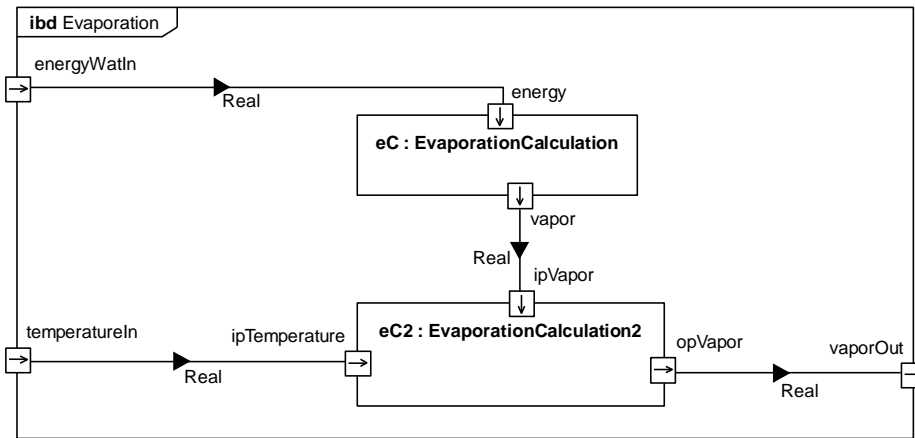 ibd Evaporation
energyWatIn
Real
energy
eC : EvaporationCalculation
vapor
Real
ipVapor
temperatureIn
ipTemperature
eC2 : EvaporationCalculation2
opVapor
vaporOut
Real
Real